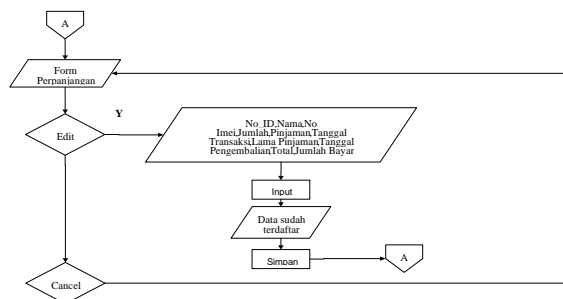 A
Form
Perpanjangan
Edit
Y
No_ID,Nama,No
Imei,Jumlah,Pinjaman,Tanggal
Transaksi,Lama Pinjaman,Tanggal
Pengembalian,Total,Jumlah Bayar
Input
Data sudah
terdaftar
Simpan
A
Cancel